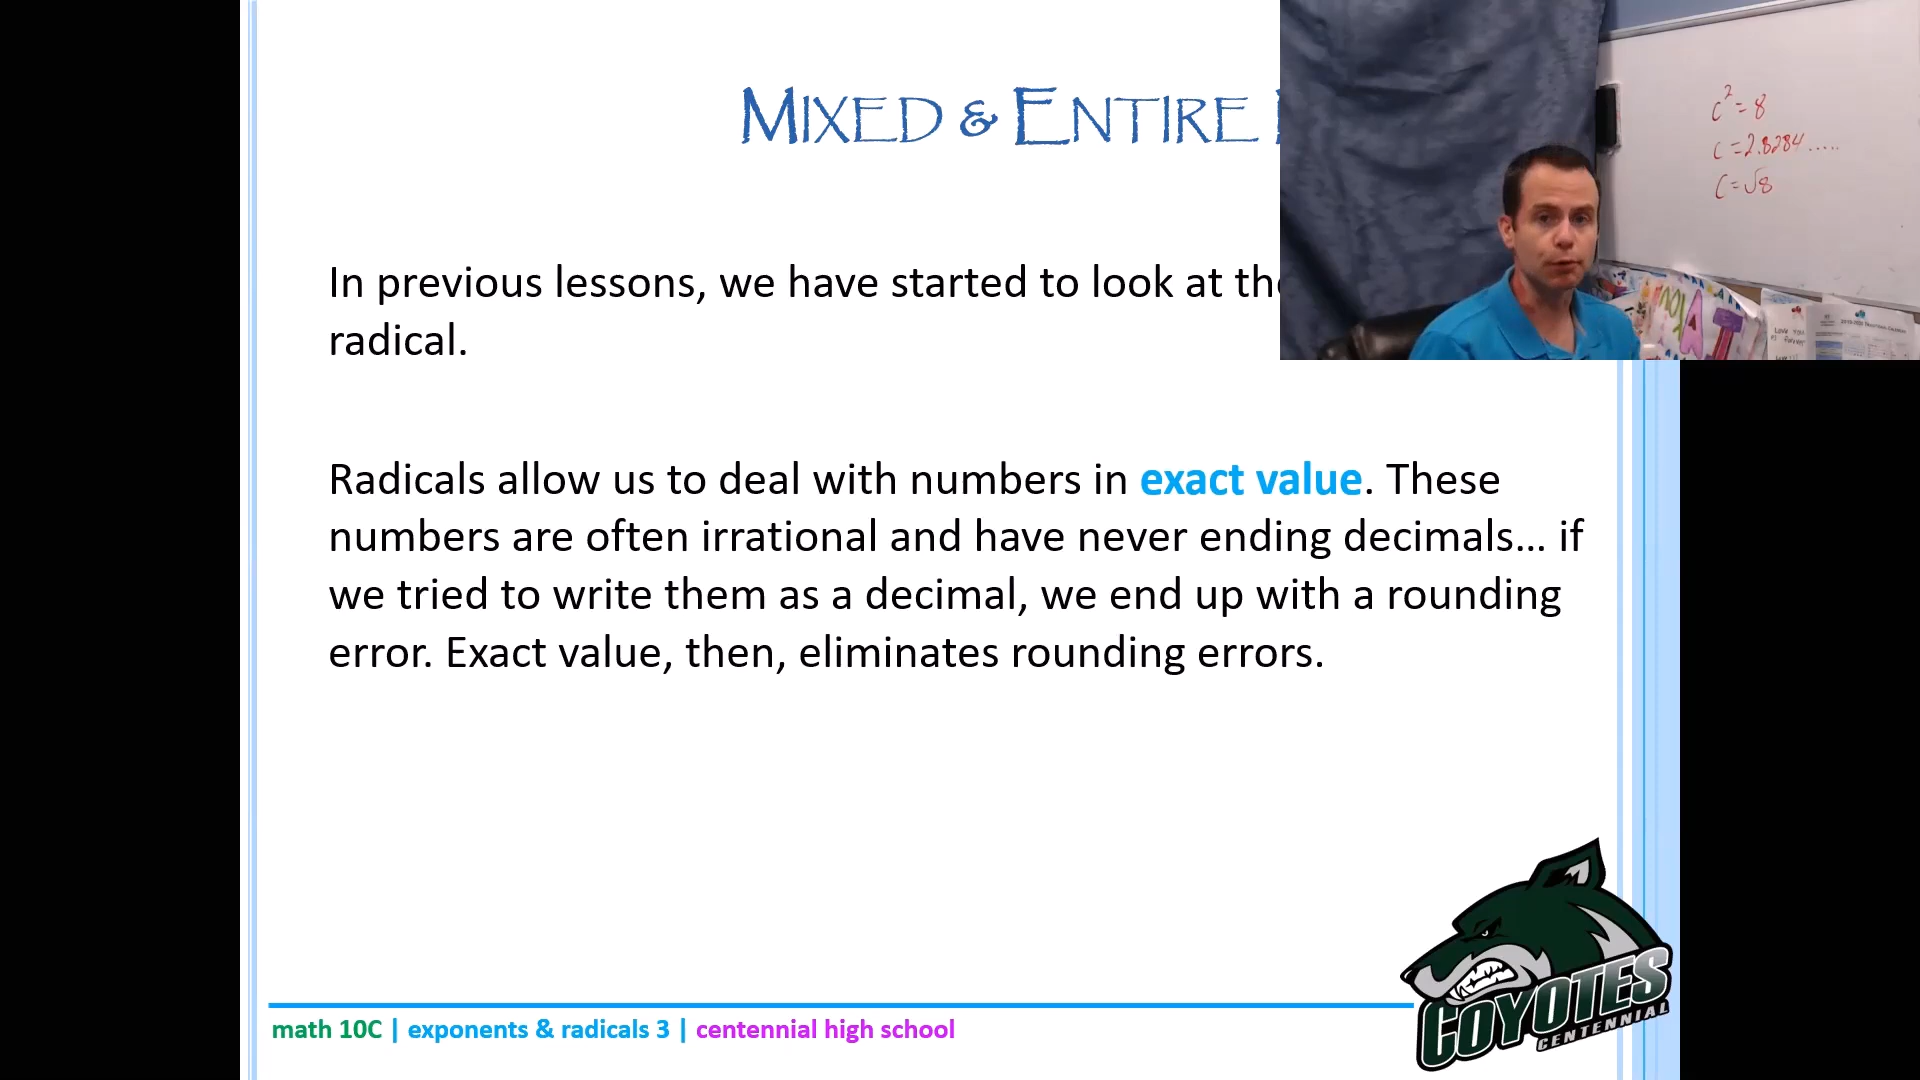 MIXED & ENTIRE
In previous lessons, we have started to look at the
radical.
Radicals allow us to deal with numbers in exact value. These
numbers are often irrational and have never ending decimals... if
we tried to write them as a decimal, we end up with a rounding
error. Exact value, then, eliminates rounding errors.
c² = 8
c = 2.8284.....
c = √8
COYOTES
CENTENNIAL
math 10C | exponents & radicals 3 | centennial high school